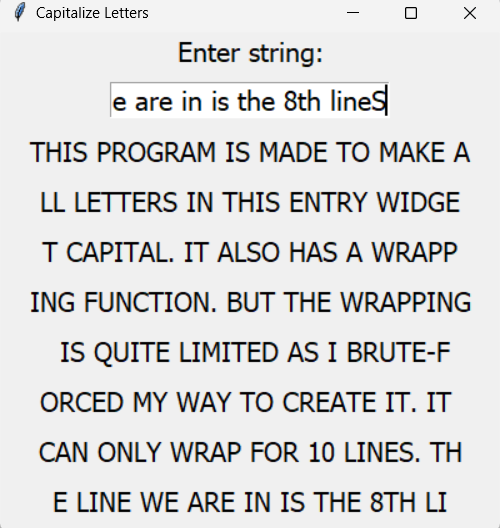 Capitalize Letters
Enter string:
e are in is the 8th lineS
THIS PROGRAM IS MADE TO MAKE A
LL LETTERS IN THIS ENTRY WIDGE
T CAPITAL. IT ALSO HAS A WRAPP
ING FUNCTION. BUT THE WRAPPING
IS QUITE LIMITED AS I BRUTE-F
ORCED MY WAY TO CREATE IT. IT
CAN ONLY WRAP FOR 10 LINES. TH
E LINE WE ARE IN IS THE 8TH LI